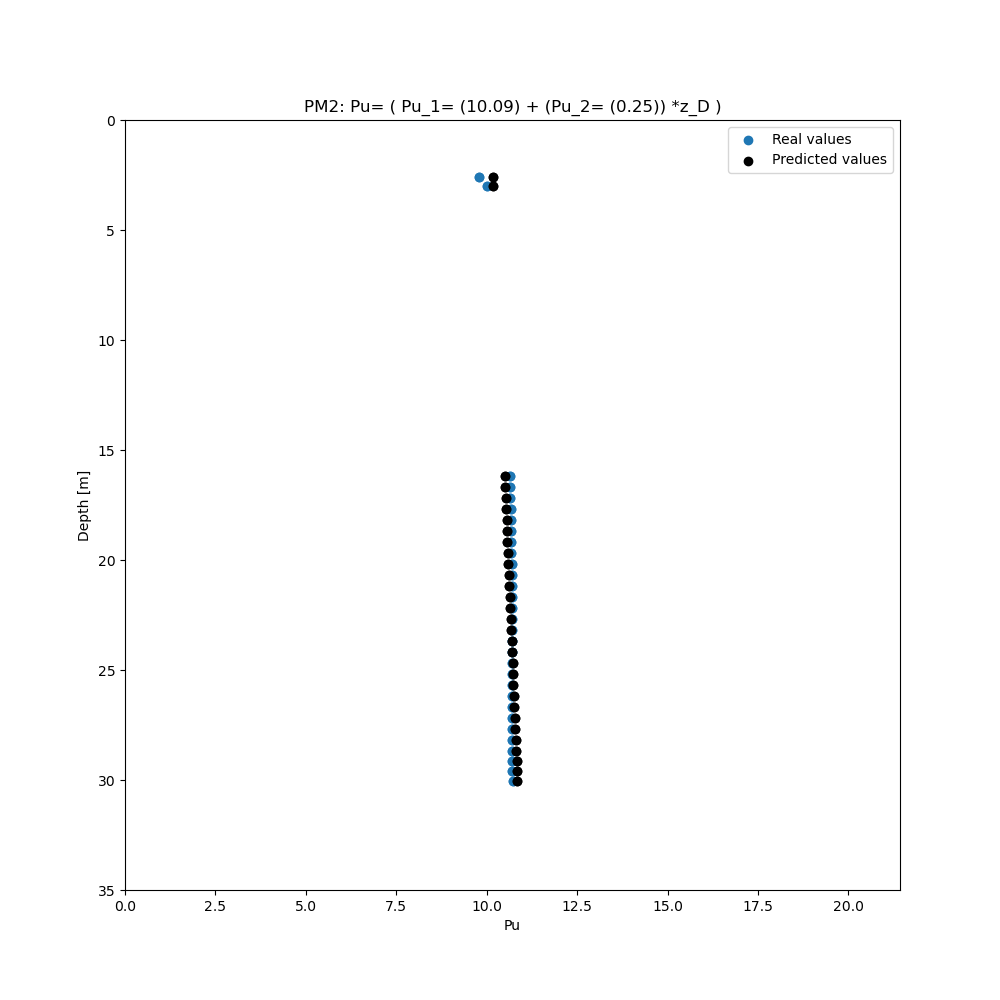 PM2: Pu= ( Pu_1= (10.09) + (Pu_2= (0.25)) *z_D )
Real values
Predicted values
0
5
10
15
20
25
30
35
Depth [m]
0.0 2.5 5.0 7.5 10.0 12.5 15.0 17.5 20.0
Pu